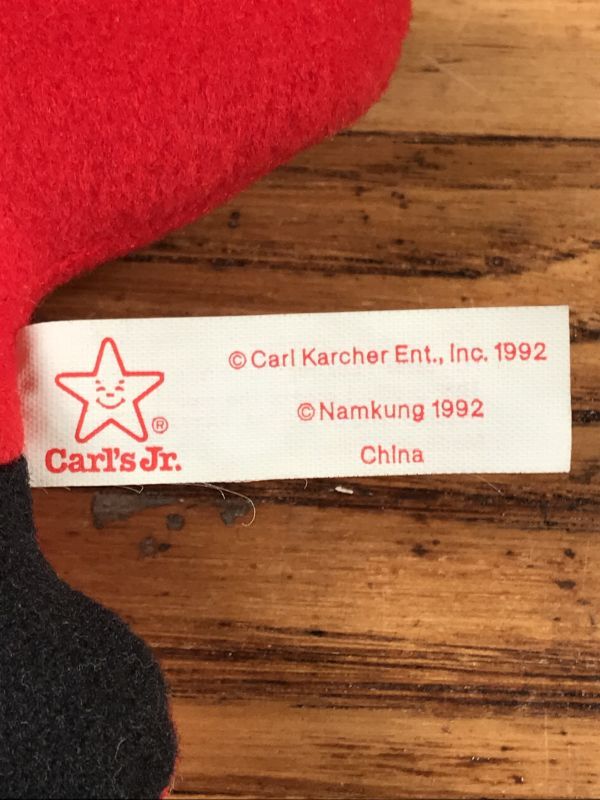 © Carl Karcher Ent., Inc. 1992
© Namkung 1992
China
®
Carl's Jr.